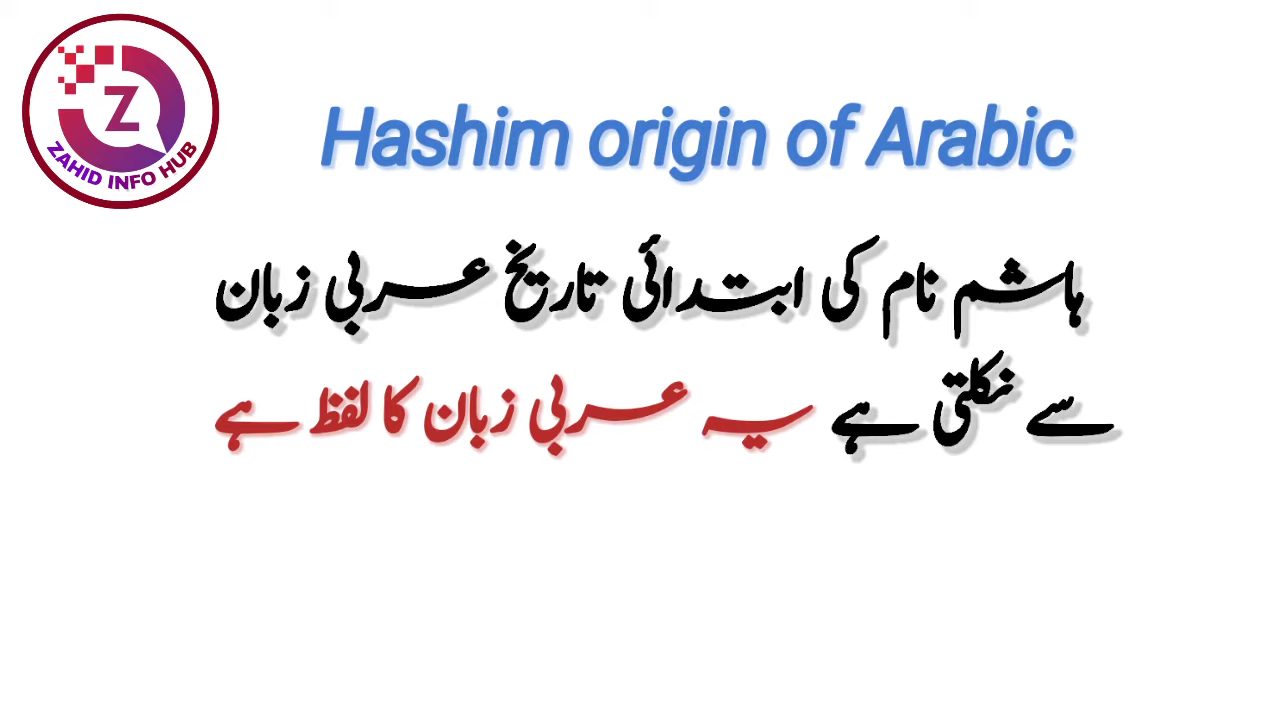 Z
ZAHID INFO HUB
Hashim origin of Arabic
ہاشم نام کی ابتدائی تاریخ عربی زبان
سے نکلتی ہے یہ عربی زبان کا لفظ ہے